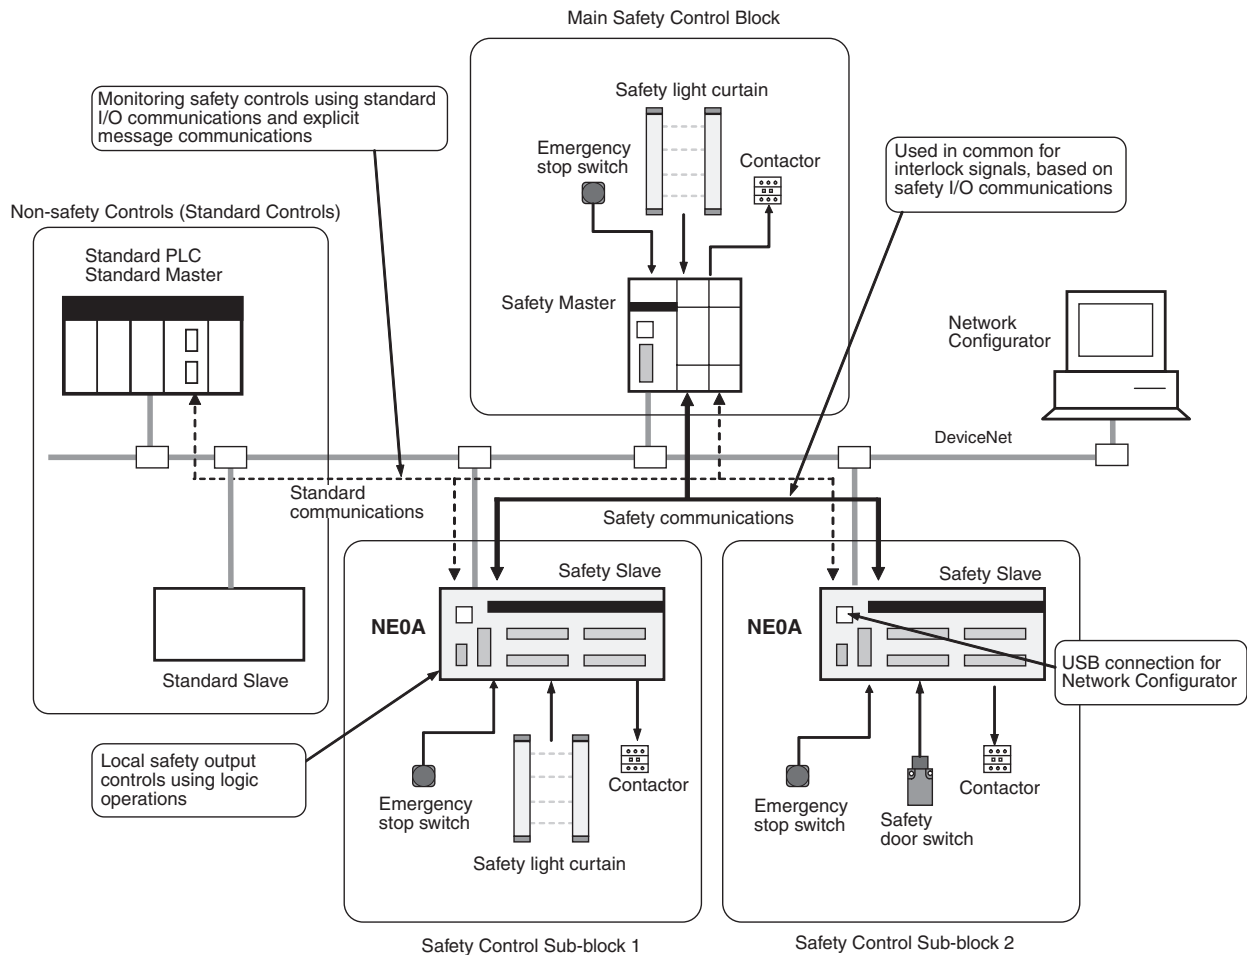 Main Safety Control Block
Monitoring safety controls using standard
I/O communications and explicit
message communications
Safety light curtain
Emergency
stop switch
Contactor
Used in common for
interlock signals, based on
safety I/O communications
Non-safety Controls (Standard Controls)
Standard PLC
Standard Master
Safety Master
Network
Configurator
DeviceNet
Standard
communications
Safety communications
Safety Slave
NE0A
Safety Slave
NE0A
Standard Slave
USB connection for
Network Configurator
Local safety output
controls using logic
operations
Emergency
stop switch
Safety light curtain
Contactor
Emergency
stop switch
Safety
door switch
Contactor
Safety Control Sub-block 1
Safety Control Sub-block 2